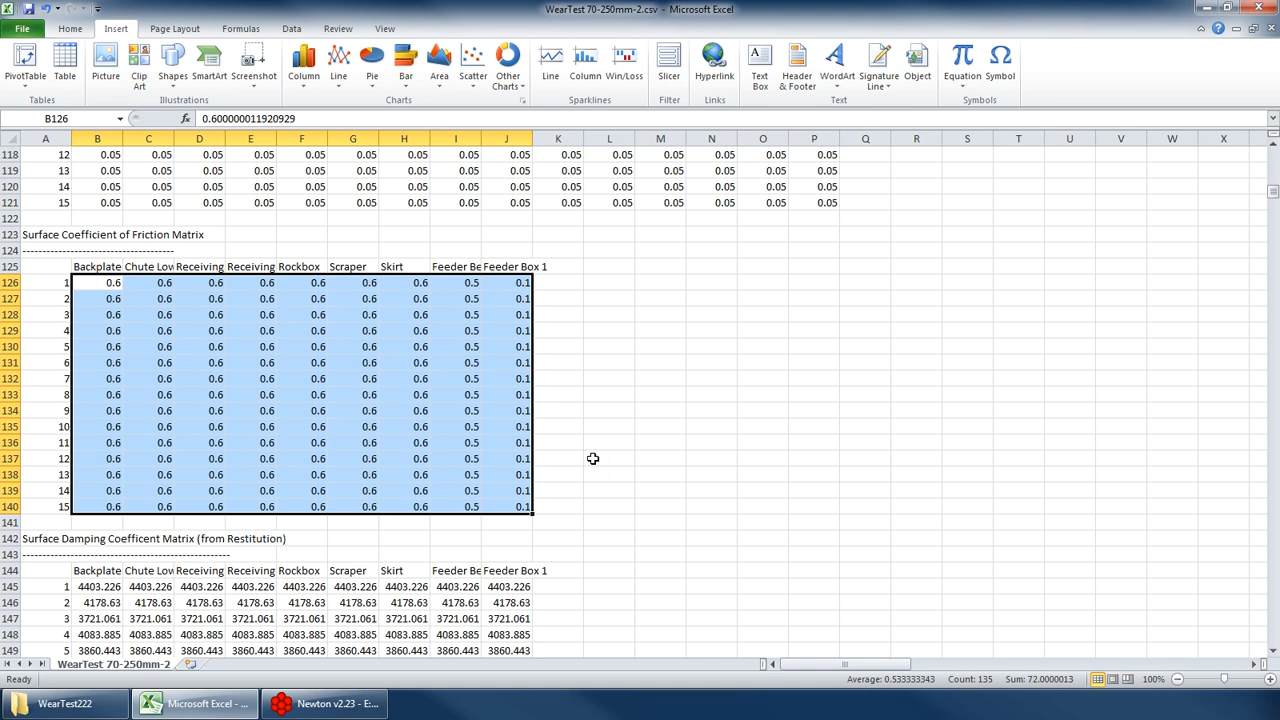 WearTest 70-250mm-2.csv - Microsoft Excel
File Home Insert Page Layout Formulas Data Review View
PivotTable Table Picture Clip Art Shapes SmartArt Screenshot Column Line Pie Bar Area Scatter Other Charts Line Column Win/Loss Slicer Hyperlink Text Box Header & Footer WordArt Signature Line Object Equation Symbol
Tables Illustrations Charts Sparklines Filter Links Text Symbols
B126 fx 0.600000011920929
A B C D E F G H I J K L M N O P Q R S T U V W X
118 12 0.05 0.05 0.05 0.05 0.05 0.05 0.05 0.05 0.05 0.05 0.05 0.05 0.05 0.05 0.05
119 13 0.05 0.05 0.05 0.05 0.05 0.05 0.05 0.05 0.05 0.05 0.05 0.05 0.05 0.05 0.05
120 14 0.05 0.05 0.05 0.05 0.05 0.05 0.05 0.05 0.05 0.05 0.05 0.05 0.05 0.05 0.05
121 15 0.05 0.05 0.05 0.05 0.05 0.05 0.05 0.05 0.05 0.05 0.05 0.05 0.05 0.05 0.05
122
123 Surface Coefficient of Friction Matrix
124 --------------------------------------
125 Backplate Chute Low Receiving Receiving Rockbox Scraper Skirt Feeder Be Feeder Box 1
126 1 0.6 0.6 0.6 0.6 0.6 0.6 0.6 0.5 0.1
127 2 0.6 0.6 0.6 0.6 0.6 0.6 0.6 0.5 0.1
128 3 0.6 0.6 0.6 0.6 0.6 0.6 0.6 0.5 0.1
129 4 0.6 0.6 0.6 0.6 0.6 0.6 0.6 0.5 0.1
130 5 0.6 0.6 0.6 0.6 0.6 0.6 0.6 0.5 0.1
131 6 0.6 0.6 0.6 0.6 0.6 0.6 0.6 0.5 0.1
132 7 0.6 0.6 0.6 0.6 0.6 0.6 0.6 0.5 0.1
133 8 0.6 0.6 0.6 0.6 0.6 0.6 0.6 0.5 0.1
134 9 0.6 0.6 0.6 0.6 0.6 0.6 0.6 0.5 0.1
135 10 0.6 0.6 0.6 0.6 0.6 0.6 0.6 0.5 0.1
136 11 0.6 0.6 0.6 0.6 0.6 0.6 0.6 0.5 0.1
137 12 0.6 0.6 0.6 0.6 0.6 0.6 0.6 0.5 0.1
138 13 0.6 0.6 0.6 0.6 0.6 0.6 0.6 0.5 0.1
139 14 0.6 0.6 0.6 0.6 0.6 0.6 0.6 0.5 0.1
140 15 0.6 0.6 0.6 0.6 0.6 0.6 0.6 0.5 0.1
141
142 Surface Damping Coefficent Matrix (from Restitution)
143 ----------------------------------------------------
144 Backplate Chute Low Receiving Receiving Rockbox Scraper Skirt Feeder Be Feeder Box 1
145 1 4403.226 4403.226 4403.226 4403.226 4403.226 4403.226 4403.226 4403.226 4403.226
146 2 4178.63 4178.63 4178.63 4178.63 4178.63 4178.63 4178.63 4178.63 4178.63
147 3 3721.061 3721.061 3721.061 3721.061 3721.061 3721.061 3721.061 3721.061 3721.061
148 4 4083.885 4083.885 4083.885 4083.885 4083.885 4083.885 4083.885 4083.885 4083.885
149 5 3860.443 3860.443 3860.443 3860.443 3860.443 3860.443 3860.443 3860.443 3860.443
WearTest 70-250mm-2
Ready Average: 0.533333343 Count: 135 Sum: 72.0000013 100%
WearTest222 Microsoft Excel - ... Newton v2.23 - E:...